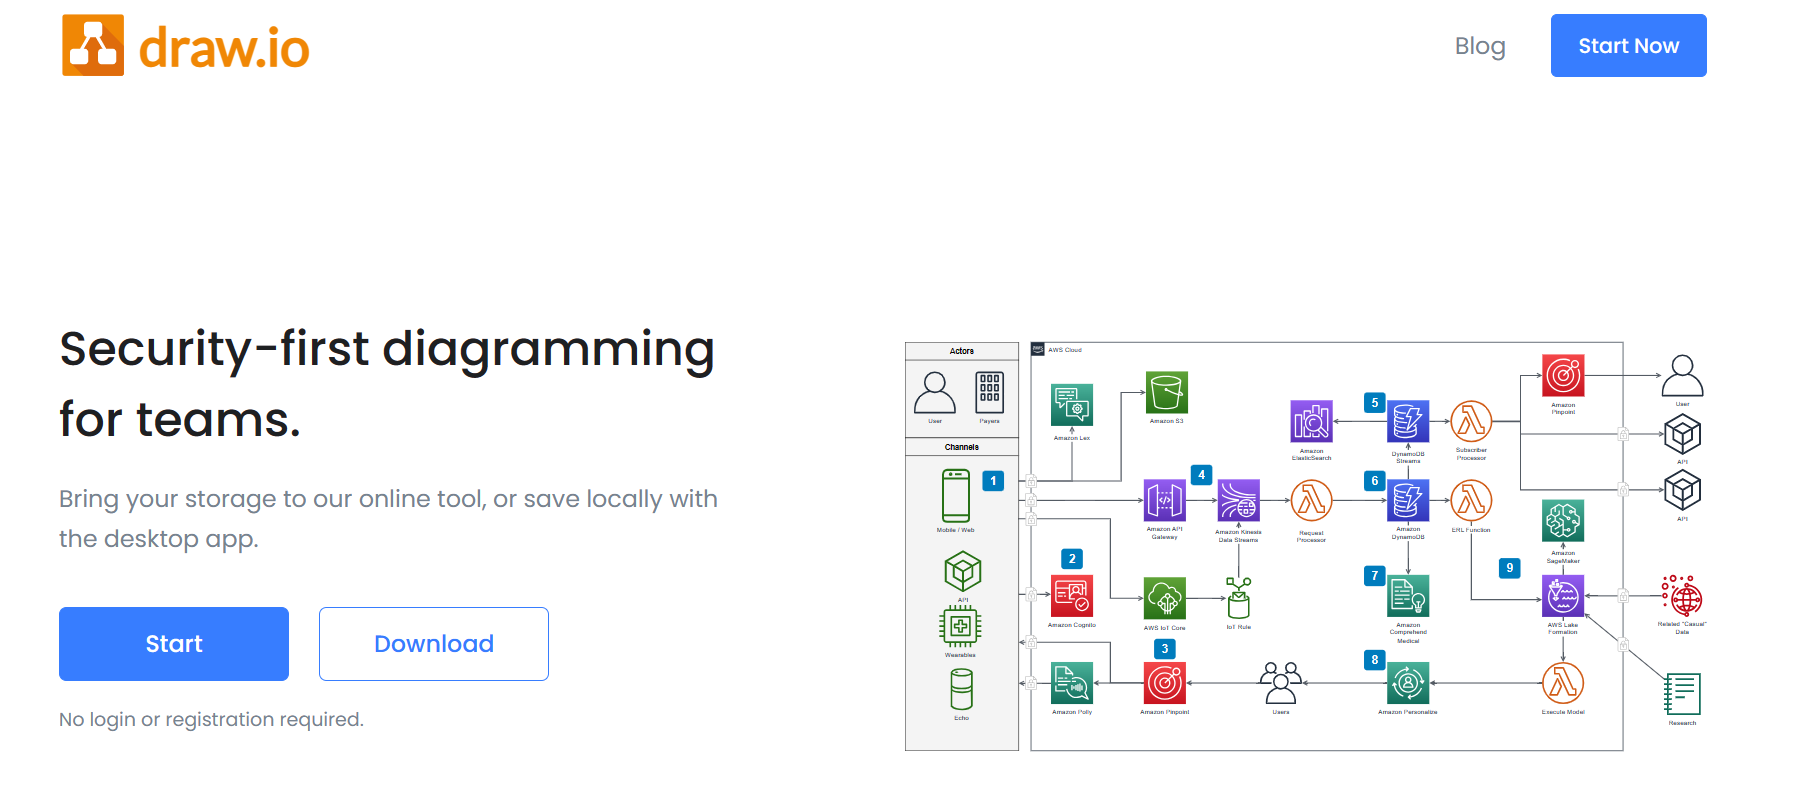 draw.io
Blog
Start Now
Security-first diagramming
for teams.
Bring your storage to our online tool, or save locally with
the desktop app.
Start
Download
No login or registration required.
Actors
User
Payers
Channels
1
Mobile / Web
API
Wearables
Echo
AWS Cloud
Amazon Lex
Amazon S3
Amazon
ElasticSearch
5
DynamoDB
Streams
Subscriber
Processor
Amazon
Pinpoint
User
API
API
4
Amazon API
Gateway
Amazon Kinesis
Data Streams
Request
Processor
6
Amazon
DynamoDB
ERL Function
Amazon
SageMaker
2
Amazon Cognito
AWS IoT Core
IoT Rule
7
Amazon
Comprehend
Medical
9
AWS Lake
Formation
Related "Casual"
Data
3
Amazon Polly
Amazon Pinpoint
Users
8
Amazon Personalize
Execute Model
Research